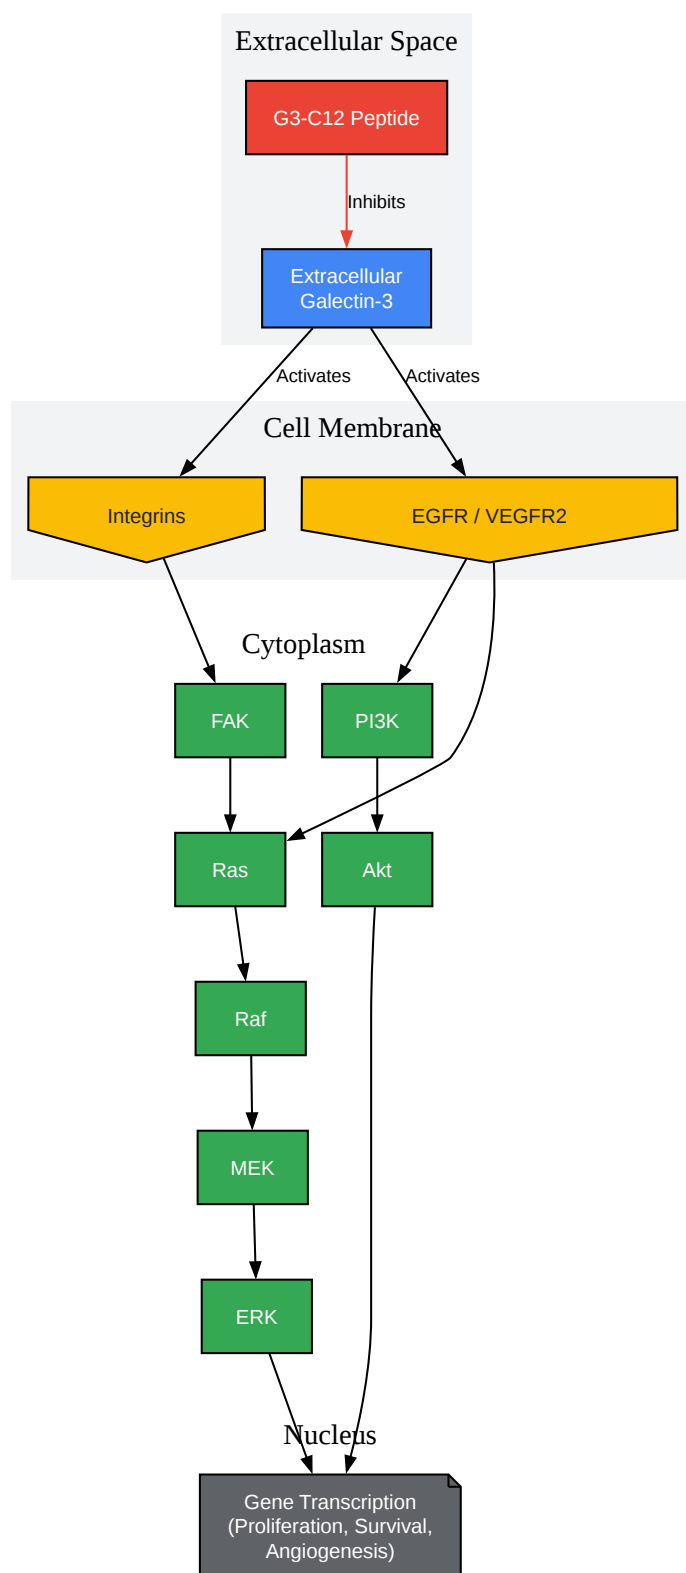 Extracellular Space
G3-C12 Peptide
Inhibits
Extracellular
Galectin-3
Activates
Activates
Cell Membrane
Integrins
EGFR / VEGFR2
Cytoplasm
FAK
PI3K
Ras
Akt
Raf
MEK
ERK
Nucleus
Gene Transcription
(Proliferation, Survival,
Angiogenesis)